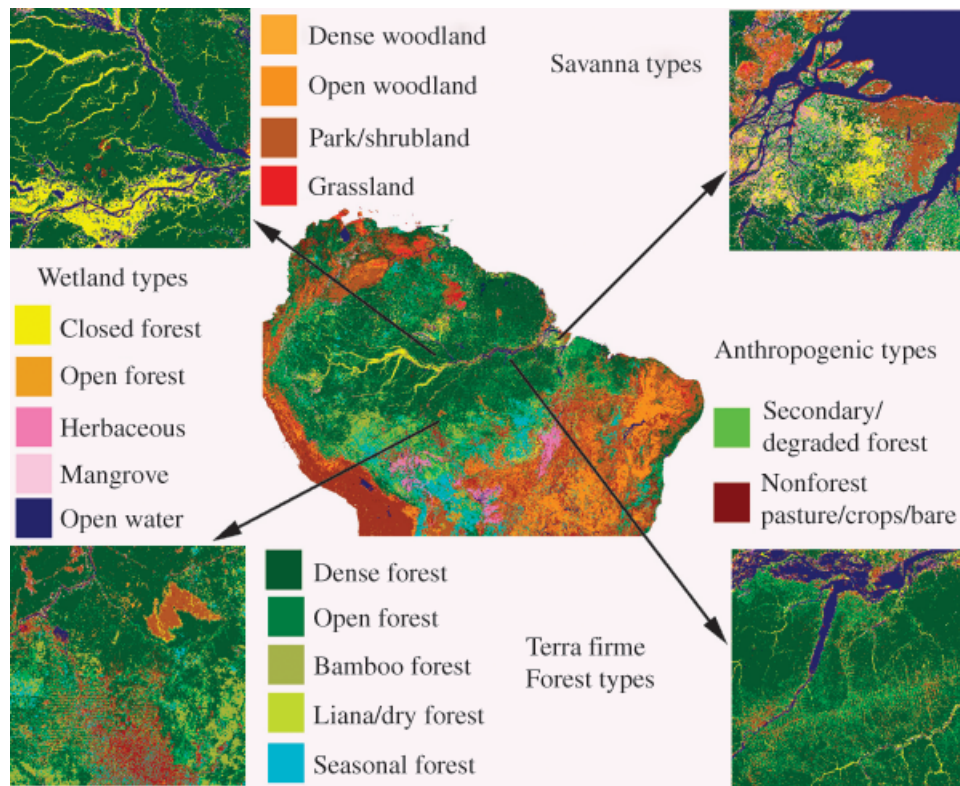 Dense woodland
Open woodland
Park/shrubland
Grassland
Savanna types
Wetland types
Closed forest
Open forest
Herbaceous
Mangrove
Open water
Anthropogenic types
Secondary/
degraded forest
Nonforest
pasture/crops/bare
Dense forest
Open forest
Bamboo forest
Liana/dry forest
Seasonal forest
Terra firme
Forest types